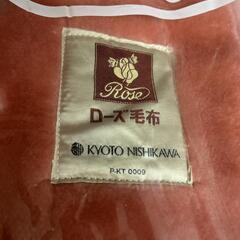 Rose
ローズ毛布
KYOTO NISHIKAWA
P-KT 0009